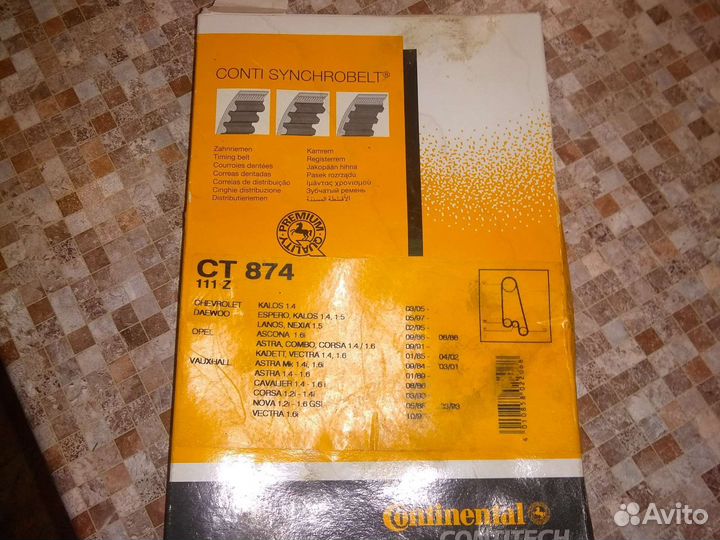 CONTI SYNCHROBELT®
Zahnriemen
Timing belt
Courroies dentées
Correas dentadas
Correias de distribuição
Cinghie distribuzione
Distributieriemen
Kamrem
Registerrem
Jakopään hihna
Pasek rozrządu
Ιμάντας χρονισμού
Зубчатый ремень
الأقشطة المسننة
PREMIUM QUALITY
CT 874
111 Z
CHEVROLET KALOS 1.4 03/05 -
DAEWOO ESPERO, KALOS 1.4, 1.5 05/97 -
LANOS, NEXIA 1.5 02/95 -
OPEL ASCONA 1.6i 09/86 - 08/88
ASTRA, COMBO, CORSA 1.4 / 1.6 09/91 -
KADETT, VECTRA 1.4, 1.6 01/85 - 04/02
VAUXHALL ASTRA Mk 1.4i, 1.6i 09/84 - 03/01
ASTRA 1.4 - 1.6 01/89 -
CAVALIER 1.4 - 1.6i 08/86
CORSA 1.2i - 1.4i 03/93
NOVA 1.2i - 1.6 GSi
VECTRA 1.6i
Continental
CONTITECH
Avito